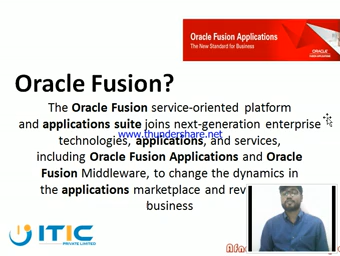 Oracle Fusion Applications
The New Standard for Business
ORACLE
Oracle Fusion?
The Oracle Fusion service-oriented platform
and applications suite joins next-generation enterprise
www.thundershare.net
technologies, applications, and services,
including Oracle Fusion Applications and Oracle
Fusion Middleware, to change the dynamics in
the applications marketplace and rev
business
ITIC
PRIVATE LIMITED